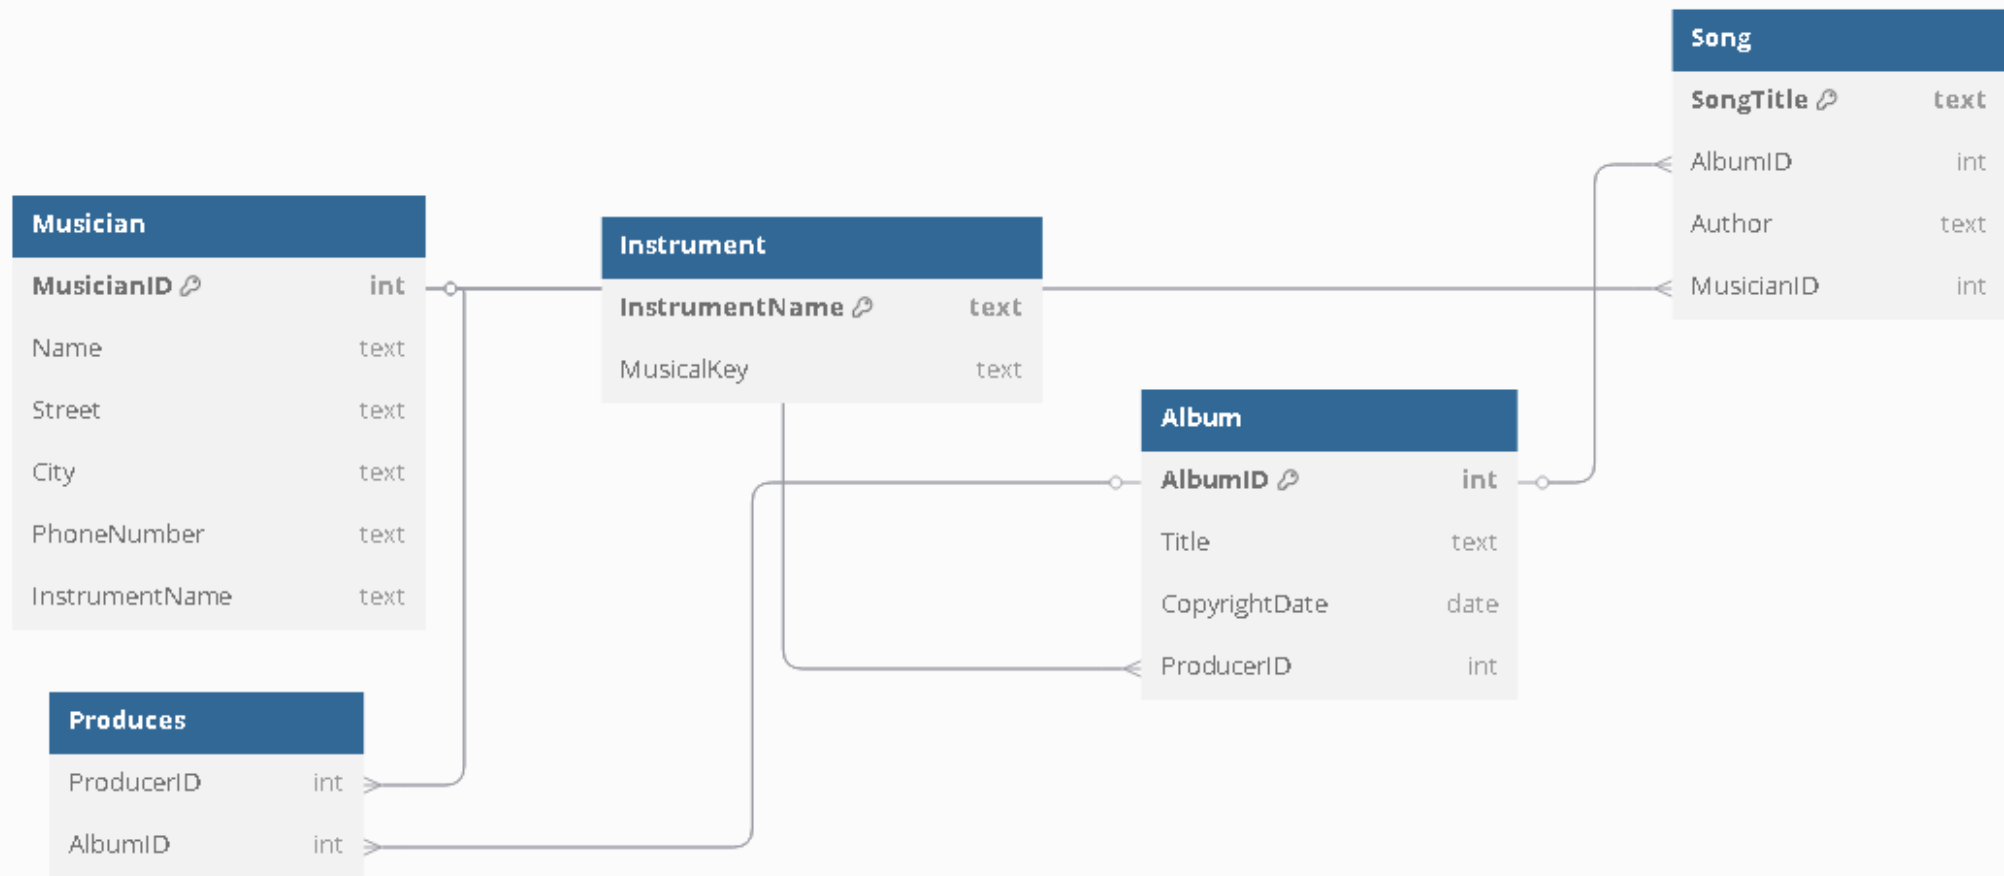 Song
SongTitle text
AlbumID int
Author text
MusicianID int
Musician
MusicianID int
Name text
Street text
City text
PhoneNumber text
InstrumentName text
Instrument
InstrumentName text
MusicalKey text
Album
AlbumID int
Title text
CopyrightDate date
ProducerID int
Produces
ProducerID int
AlbumID int